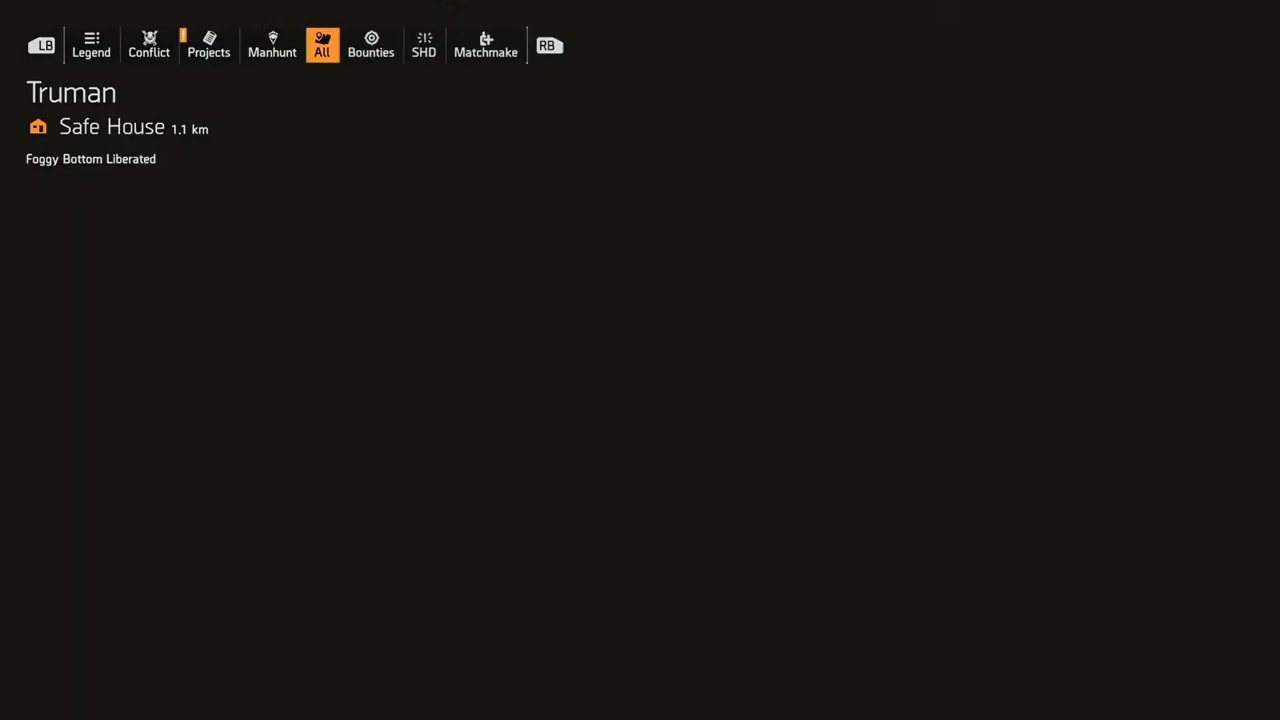 LB Legend Conflict Projects Manhunt All Bounties SHD Matchmake RB
Truman
Safe House 1.1 km
Foggy Bottom Liberated